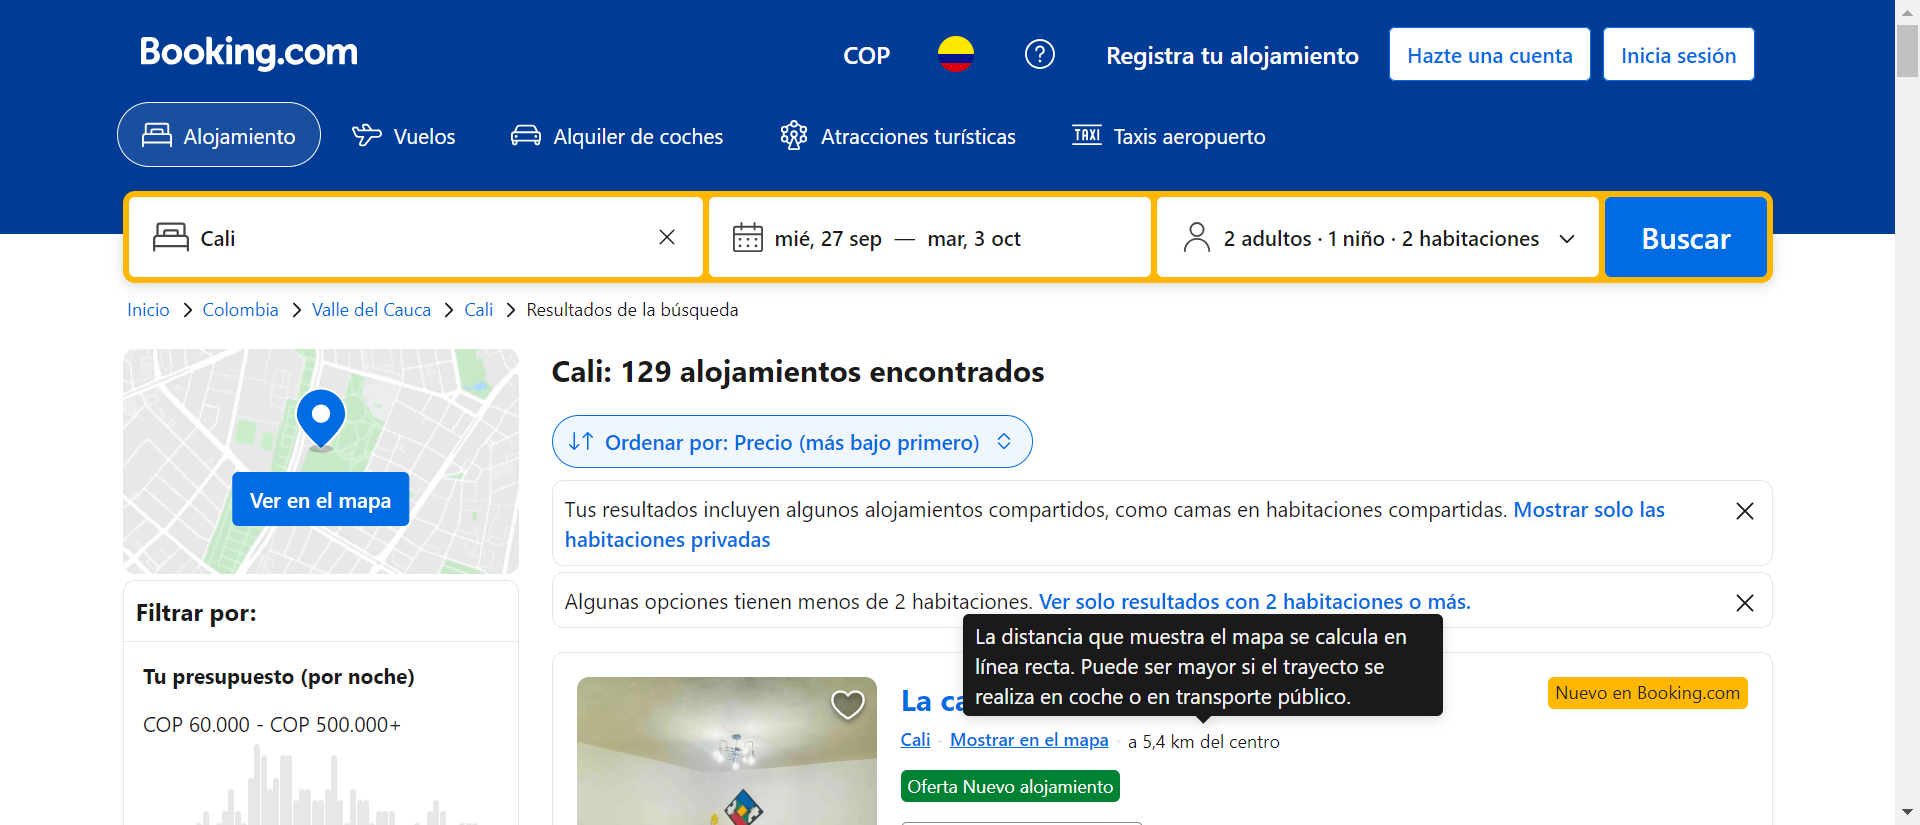 Booking.com
COP
Registra tu alojamiento
Hazte una cuenta
Inicia sesión
Alojamiento
Vuelos
Alquiler de coches
Atracciones turísticas
TAXI
Taxis aeropuerto
Cali
mié, 27 sep — mar, 3 oct
2 adultos · 1 niño · 2 habitaciones
Buscar
Inicio
Colombia
Valle del Cauca
Cali
Resultados de la búsqueda
Ver en el mapa
Filtrar por:
Tu presupuesto (por noche)
COP 60.000 - COP 500.000+
Cali: 129 alojamientos encontrados
Ordenar por: Precio (más bajo primero)
Tus resultados incluyen algunos alojamientos compartidos, como camas en habitaciones compartidas. Mostrar solo las
habitaciones privadas
Algunas opciones tienen menos de 2 habitaciones. Ver solo resultados con 2 habitaciones o más.
La distancia que muestra el mapa se calcula en
línea recta. Puede ser mayor si el trayecto se
realiza en coche o en transporte público.
La
Nuevo en Booking.com
Cali · Mostrar en el mapa · a 5,4 km del centro
Oferta Nuevo alojamiento